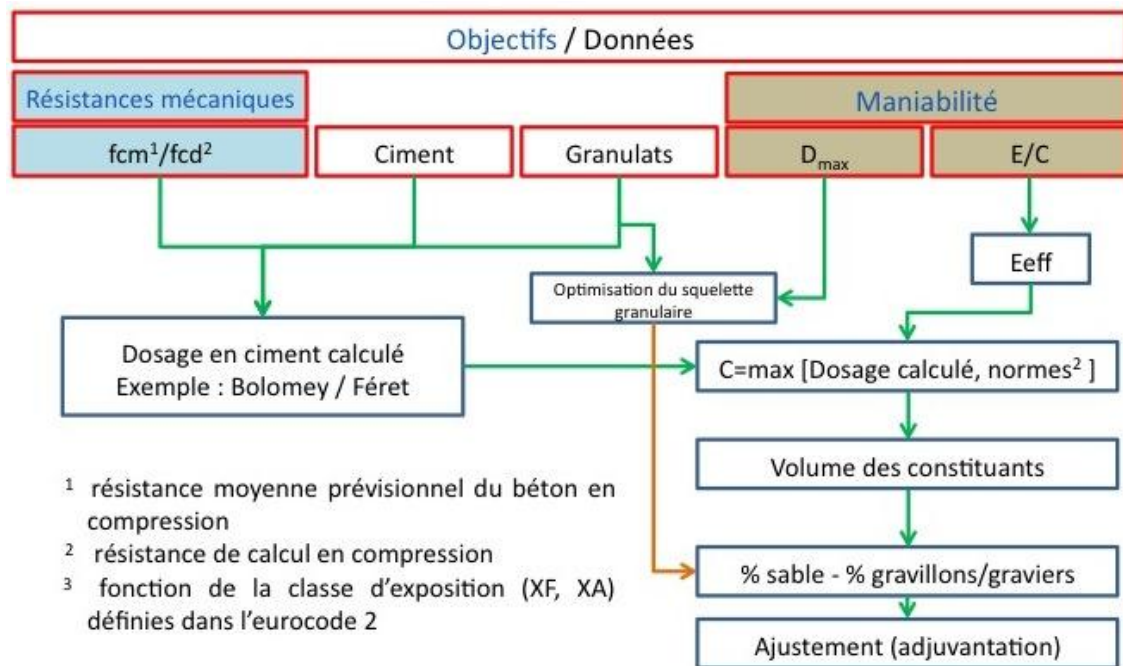 Objectifs / Données
Résistances mécaniques
Maniabilité
fcm¹/fcd²
Ciment
Granulats
Dmax
E/C
Eeff
Optimisation du squelette
granulaire
Dosage en ciment calculé
Exemple : Bolomey / Féret
C=max [Dosage calculé, normes² ]
Volume des constituants
¹ résistance moyenne prévisionnel du béton en
compression
² résistance de calcul en compression
³ fonction de la classe d'exposition (XF, XA)
définies dans l'eurocode 2
% sable - % gravillons/graviers
Ajustement (adjuvantation)